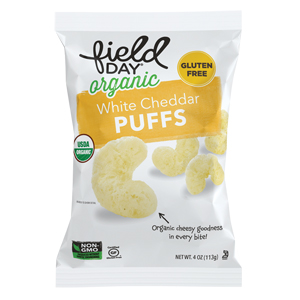 field
DAY
organic
GLUTEN
FREE
White Cheddar
PUFFS
USDA
ORGANIC
Organic cheesy goodness
in every bite!
NON
GMO
GF
NET WT. 4 OZ (113g)